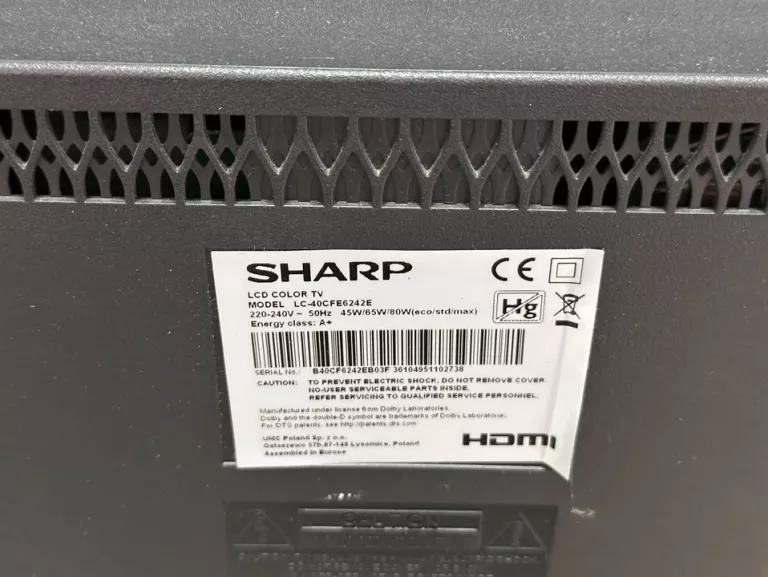 SHARP
CE
LCD COLOR TV
MODEL LC-40CFE6242E
Hg
220-240V ~ 50Hz 45W/65W/80W(eco/std/max)
Energy class: A+
SERIAL No.: B40CF6242EB03F 36104951102738
CAUTION: TO PREVENT ELECTRIC SHOCK, DO NOT REMOVE COVER.
NO-USER SERVICEABLE PARTS INSIDE.
REFER SERVICING TO QUALIFIED SERVICE PERSONNEL.
Manufactured under license from Dolby Laboratories.
Dolby and the double-D symbol are trademarks of Dolby Laboratories.
For DTS patents, see http://patents.dts.com
UMC Poland Sp. z o.o.
Ostaszewo 57b,87-148 Lysomice, Poland
Assembled in Europe
HDMI
CAUTION